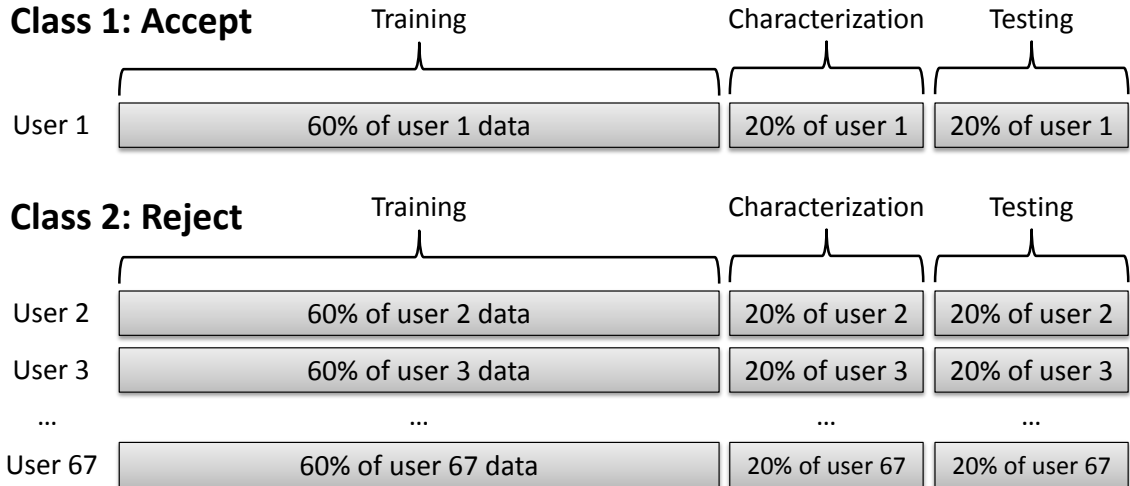 Class 1: Accept Training Characterization Testing
User 1 60% of user 1 data 20% of user 1 20% of user 1
Class 2: Reject Training Characterization Testing
User 2 60% of user 2 data 20% of user 2 20% of user 2
User 3 60% of user 3 data 20% of user 3 20% of user 3
... ... ... ...
User 67 60% of user 67 data 20% of user 67 20% of user 67